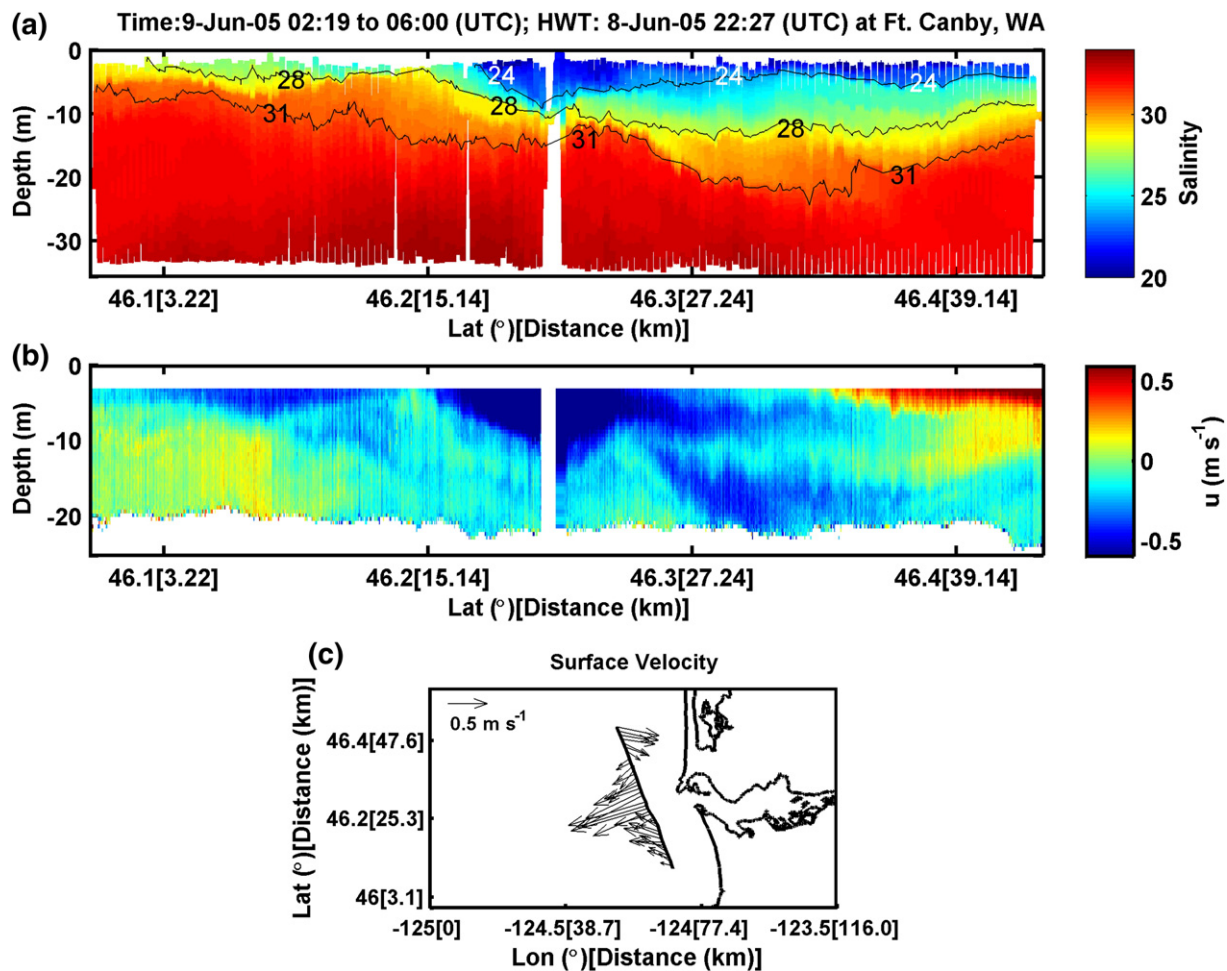 (a)
Time:9-Jun-05 02:19 to 06:00 (UTC); HWT: 8-Jun-05 22:27 (UTC) at Ft. Canby, WA
0
-10
-20
-30
Depth (m)
28
31
24
28
31
24
28
24
31
46.1[3.22]
46.2[15.14]
46.3[27.24]
46.4[39.14]
Lat (°)[Distance (km)]
30
25
20
Salinity
(b)
0
-10
-20
Depth (m)
46.1[3.22]
46.2[15.14]
46.3[27.24]
46.4[39.14]
Lat (°)[Distance (km)]
0.5
0
-0.5
u (m s⁻¹)
(c)
Surface Velocity
0.5 m s⁻¹
46.4[47.6]
46.2[25.3]
46[3.1]
Lat (°)[Distance (km)]
-125[0]
-124.5[38.7]
-124[77.4]
-123.5[116.0]
Lon (°)[Distance (km)]